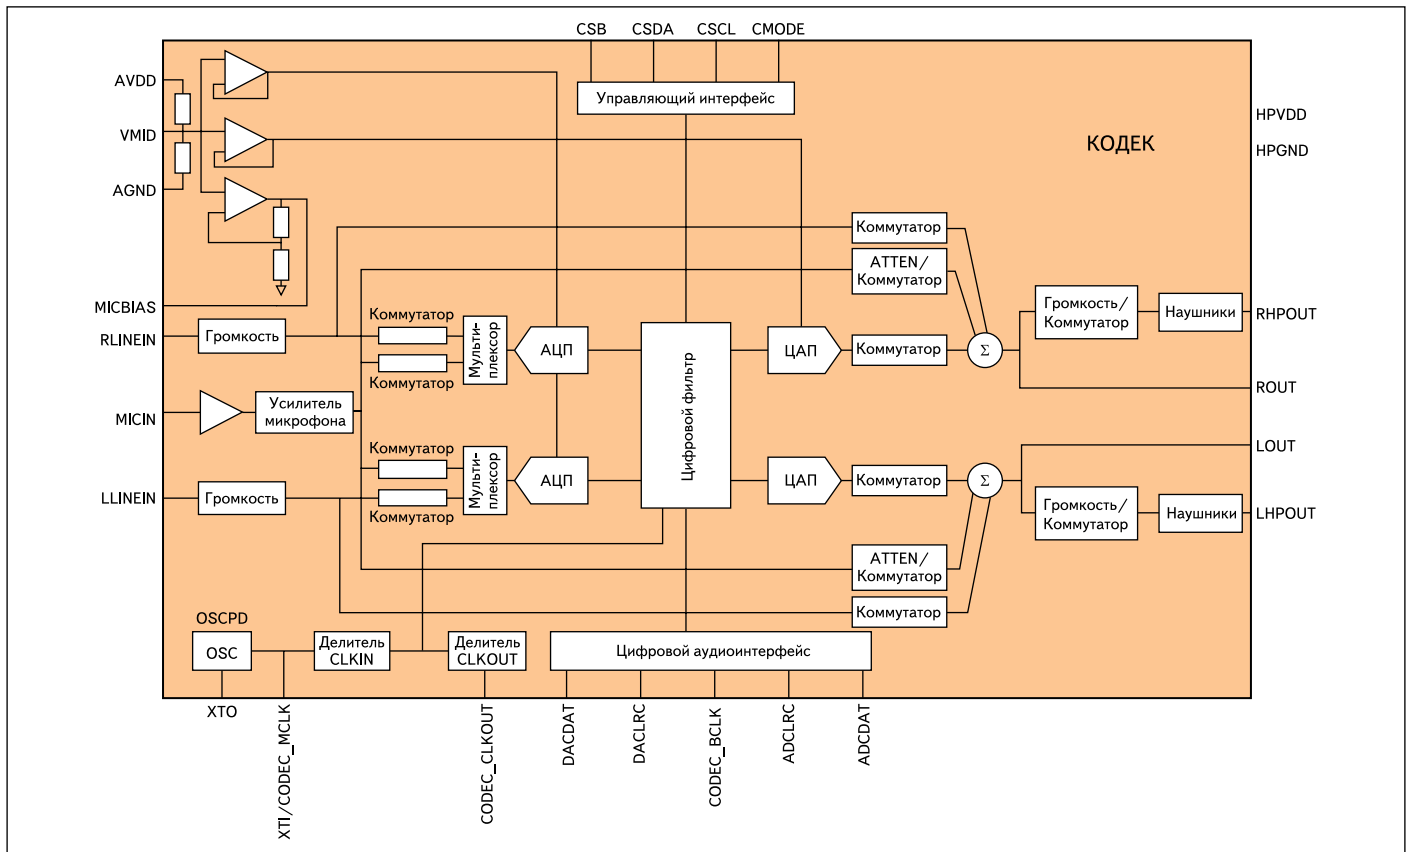 CSB CSDA CSCL CMODE
AVDD
Управляющий интерфейс
HPVDD
VMID
КОДЕК
HPGND
AGND
Коммутатор
ATTEN/
Коммутатор
MICBIAS
Коммутатор
Громкость/
Коммутатор
Наушники
RHPOUT
RLINEIN
Громкость
Мульти-
плексор
АЦП
ЦАП
Коммутатор
Σ
Коммутатор
Цифровой фильтр
ROUT
MICIN
Усилитель
микрофона
LOUT
Коммутатор
Мульти-
плексор
АЦП
ЦАП
Коммутатор
Σ
LLINEIN
Громкость
Коммутатор
Громкость/
Коммутатор
Наушники
LHPOUT
ATTEN/
Коммутатор
Коммутатор
OSCPD
OSC
Делитель
CLKIN
Делитель
CLKOUT
Цифровой аудиоинтерфейс
XTO
XTI/CODEC_MCLK
CODEC_CLKOUT
DACDAT
DACLRC
CODEC_BCLK
ADCLRC
ADCDAT